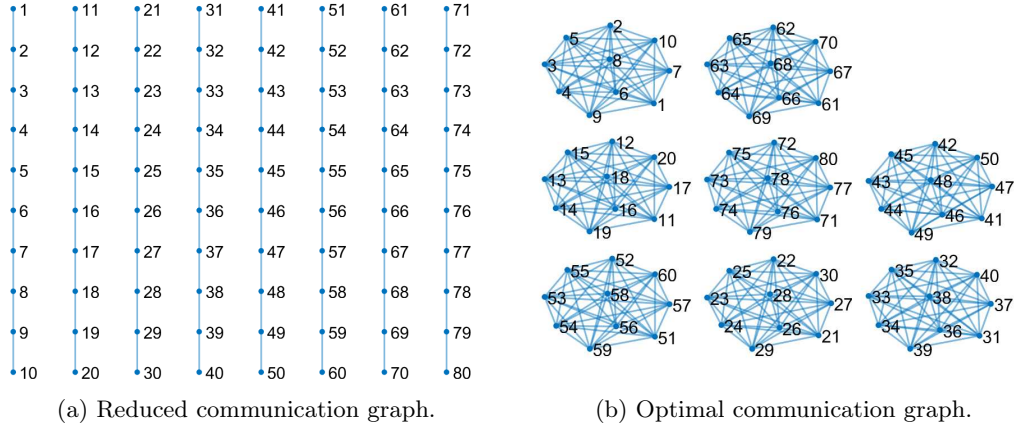 1 11 21 31 41 51 61 71
2 12 22 32 42 52 62 72
3 13 23 33 43 53 63 73
4 14 24 34 44 54 64 74
5 15 25 35 45 55 65 75
6 16 26 36 46 56 66 76
7 17 27 37 47 57 67 77
8 18 28 38 48 58 68 78
9 19 29 39 49 59 69 79
10 20 30 40 50 60 70 80
(a) Reduced communication graph.
2 62
5 10 65 70
3 8 7 63 68 67
4 6 1 64 66 61
9 69
12 72 42
15 20 75 80 45 50
13 18 17 73 78 77 43 48 47
14 16 11 74 76 71 44 46 41
19 79 49
52 22 32
55 60 25 30 35 40
53 58 57 23 28 27 33 38 37
54 56 51 24 26 21 34 36 31
59 29 39
(b) Optimal communication graph.